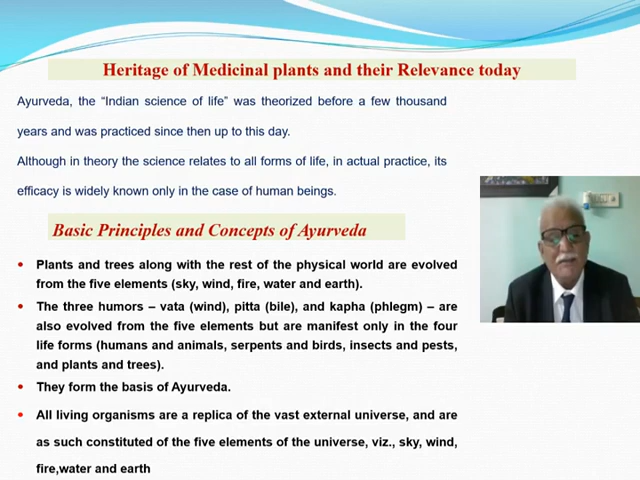 Heritage of Medicinal plants and their Relevance today
Ayurveda, the “Indian science of life” was theorized before a few thousand
years and was practiced since then up to this day.
Although in theory the science relates to all forms of life, in actual practice, its
efficacy is widely known only in the case of human beings.
Basic Principles and Concepts of Ayurveda
• Plants and trees along with the rest of the physical world are evolved
from the five elements (sky, wind, fire, water and earth).
• The three humors – vata (wind), pitta (bile), and kapha (phlegm) – are
also evolved from the five elements but are manifest only in the four
life forms (humans and animals, serpents and birds, insects and pests,
and plants and trees).
• They form the basis of Ayurveda.
• All living organisms are a replica of the vast external universe, and are
as such constituted of the five elements of the universe, viz., sky, wind,
fire,water and earth